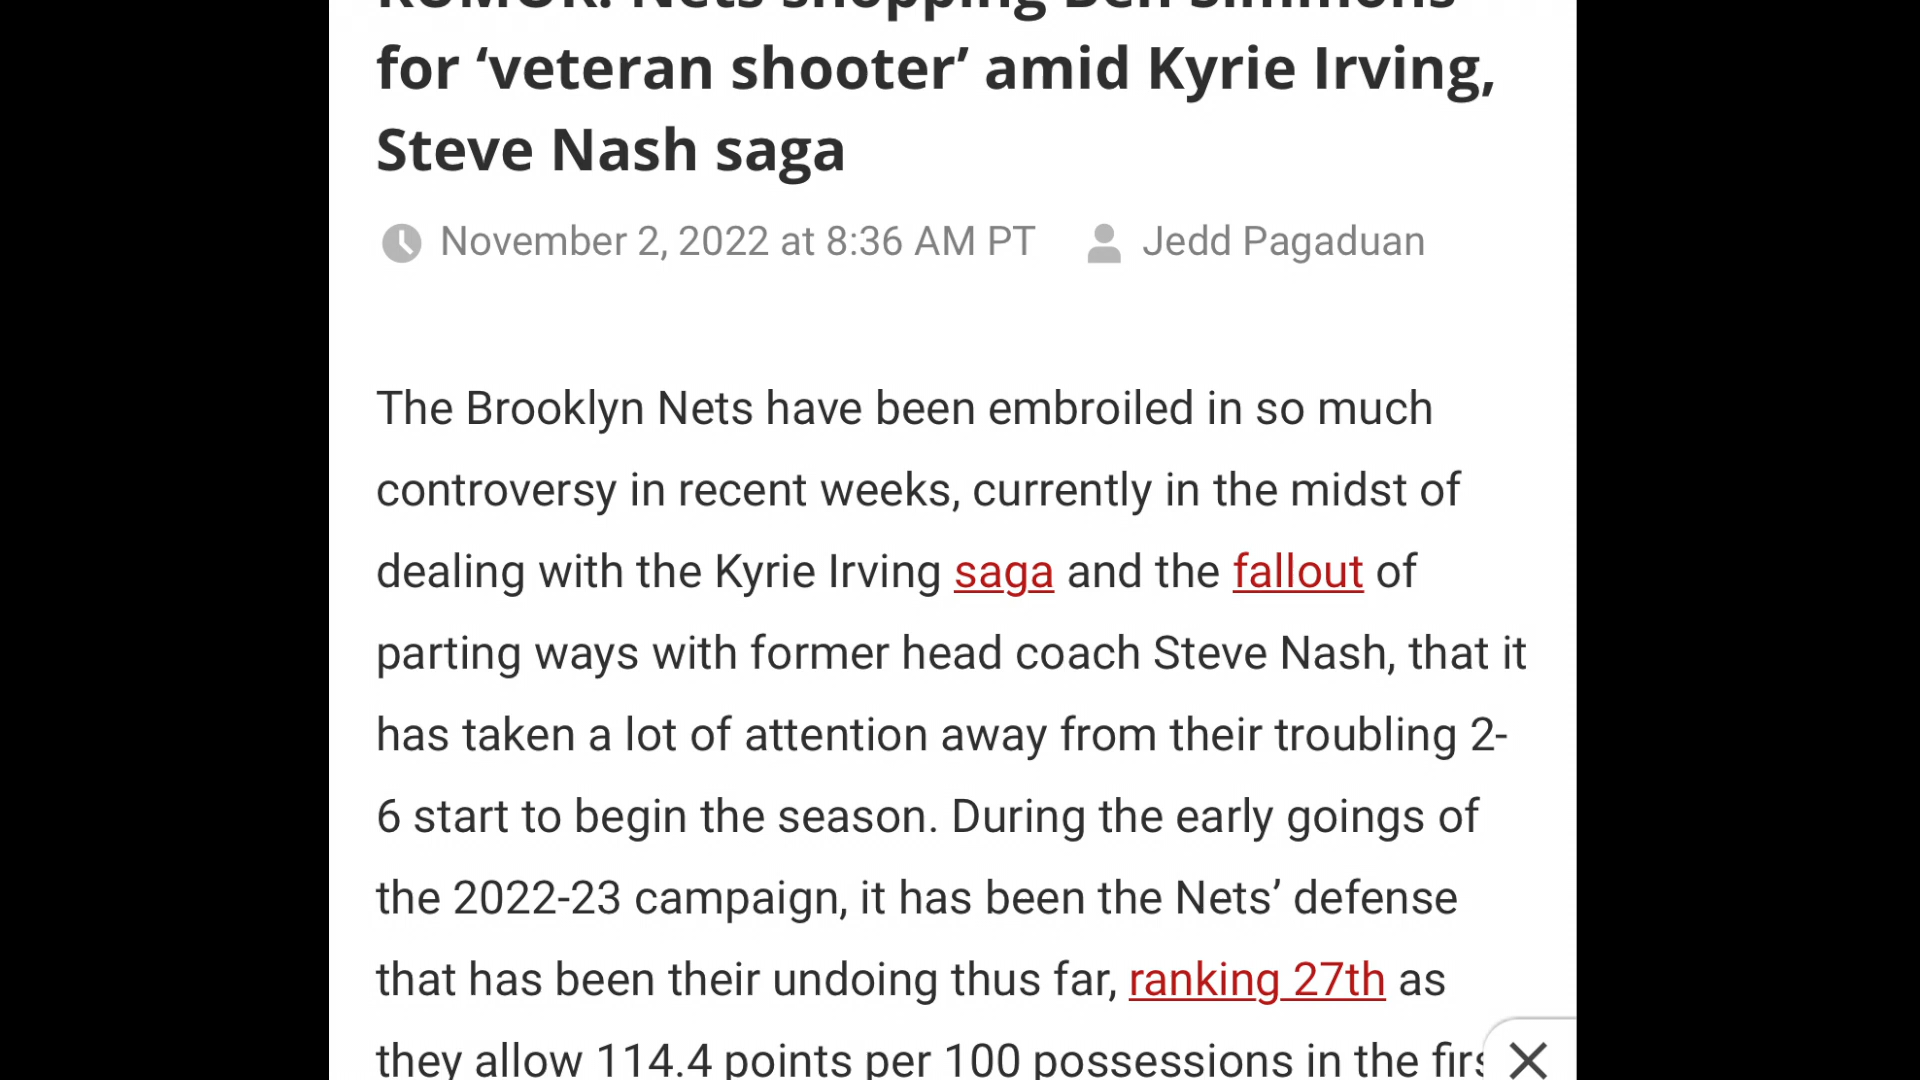 RUMOR: Nets shopping Ben Simmons
for ‘veteran shooter’ amid Kyrie Irving,
Steve Nash saga
November 2, 2022 at 8:36 AM PT Jedd Pagaduan
The Brooklyn Nets have been embroiled in so much
controversy in recent weeks, currently in the midst of
dealing with the Kyrie Irving saga and the fallout of
parting ways with former head coach Steve Nash, that it
has taken a lot of attention away from their troubling 2-
6 start to begin the season. During the early goings of
the 2022-23 campaign, it has been the Nets’ defense
that has been their undoing thus far, ranking 27th as
they allow 114.4 points per 100 possessions in the